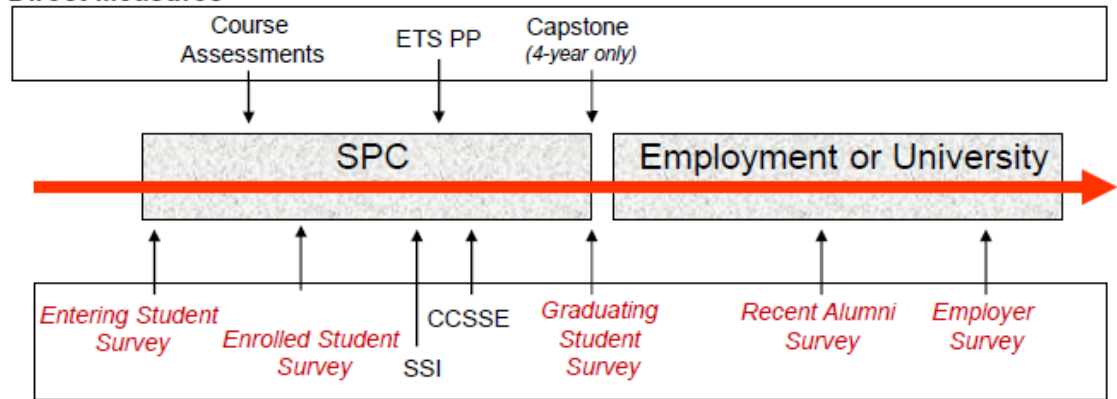 Course
Assessments
ETS PP
Capstone
(4-year only)
SPC
Employment or University
Entering Student
Survey
Enrolled Student
Survey
SSI
CCSSE
Graduating
Student
Survey
Recent Alumni
Survey
Employer
Survey